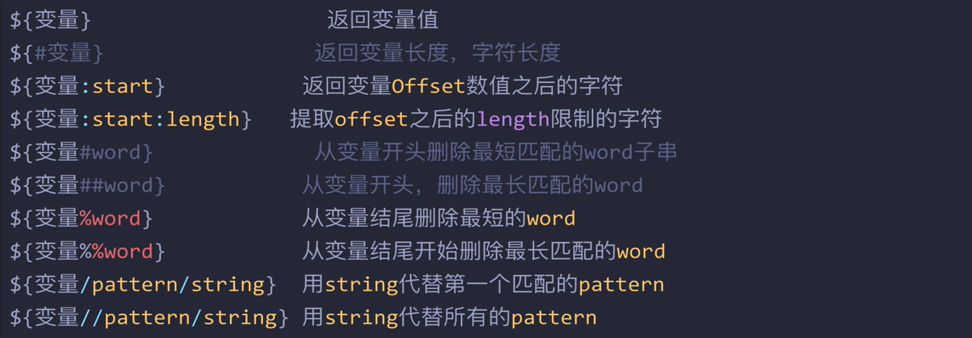 ${变量}                   返回变量值
${#变量}                  返回变量长度，字符长度
${变量:start}            返回变量Offset数值之后的字符
${变量:start:length}   提取offset之后的length限制的字符
${变量#word}             从变量开头删除最短匹配的word子串
${变量##word}           从变量开头，删除最长匹配的word
${变量%word}            从变量结尾删除最短的word
${变量%%word}          从变量结尾开始删除最长匹配的word
${变量/pattern/string}  用string代替第一个匹配的pattern
${变量//pattern/string} 用string代替所有的pattern